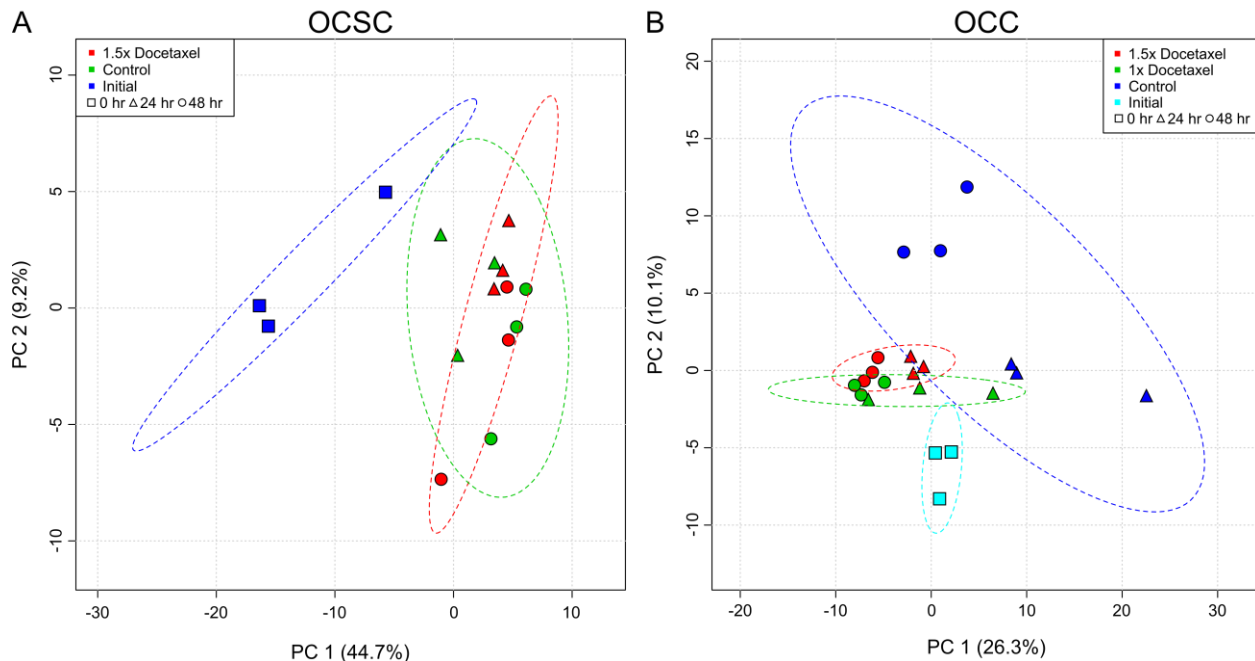 A
OCSC
1.5x Docetaxel
Control
Initial
0 hr 24 hr 48 hr
10
5
0
-5
-10
PC 2 (9.2%)
-30 -20 -10 0 10
PC 1 (44.7%)
B
OCC
1.5x Docetaxel
1x Docetaxel
Control
Initial
0 hr 24 hr 48 hr
20
15
10
5
0
-5
-10
PC 2 (10.1%)
-20 -10 0 10 20 30
PC 1 (26.3%)